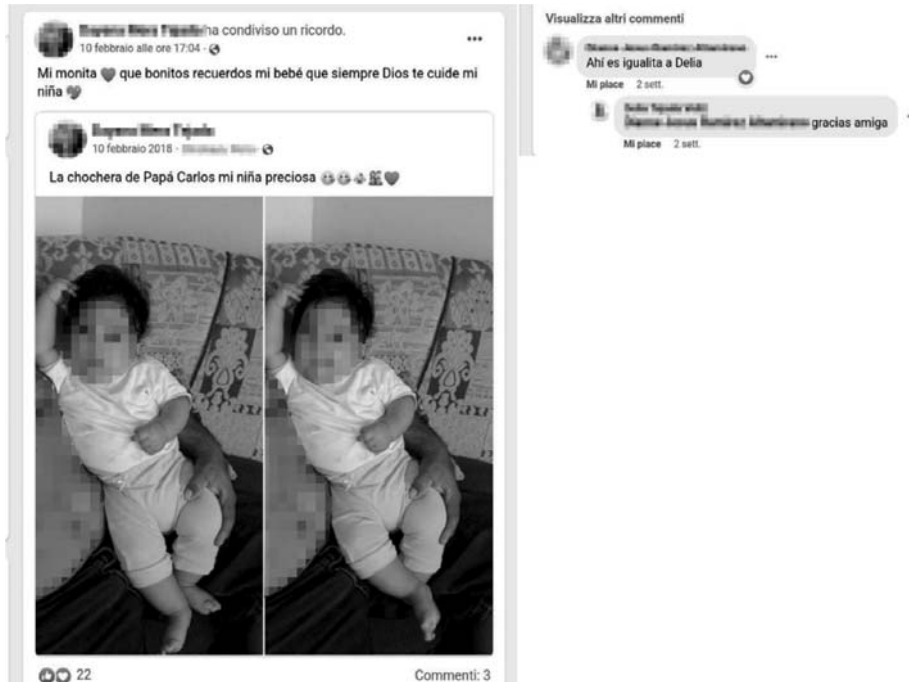 ha condiviso un ricordo.
10 febbraio alle ore 17:04 ·
Mi monita que bonitos recuerdos mi bebé que siempre Dios te cuide mi
niña
10 febbraio 2018 ·
La chochera de Papá Carlos mi niña preciosa
22
Commenti: 3
Visualizza altri commenti
Ahí es igualita a Delia
Mi place 2 sett.
gracias amiga
Mi place 2 sett.